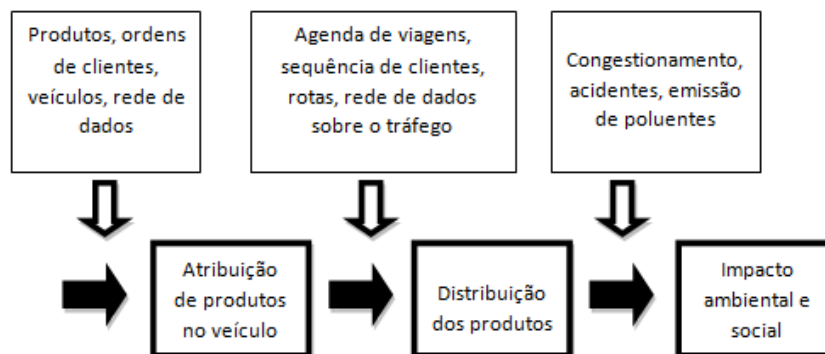 Produtos, ordens
de clientes,
veículos, rede de
dados
Agenda de viagens,
sequência de clientes,
rotas, rede de dados
sobre o tráfego
Congestionamento,
acidentes, emissão
de poluentes
Atribuição
de produtos
no veículo
Distribuição
dos produtos
Impacto
ambiental e
social